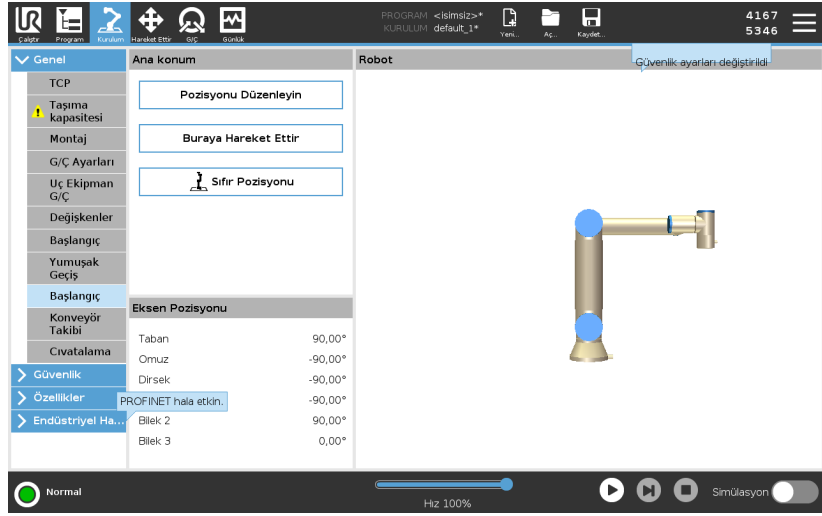 UR
Çalıştır
Program
Kurulum
Hareket Ettir
G/Ç
Günlük
PROGRAM <isimsiz>*
KURULUM default_1*
Yeni...
Aç...
Kaydet...
4167
5346
Güvenlik ayarları değiştirildi
Genel
TCP
Taşıma
kapasitesi
Montaj
G/Ç Ayarları
Uç Ekipman
G/Ç
Değişkenler
Başlangıç
Yumuşak
Geçiş
Başlangıç
Konveyör
Takibi
Cıvatalama
Güvenlik
Özellikler
Endüstriyel Ha...
PROFINET hala etkin.
Ana konum
Pozisyonu Düzenleyin
Buraya Hareket Ettir
Sıfır Pozisyonu
Eksen Pozisyonu
Taban 90,00°
Omuz -90,00°
Dirsek -90,00°
-90,00°
Bilek 2 90,00°
Bilek 3 0,00°
Robot
Normal
Hız 100%
Simülasyon